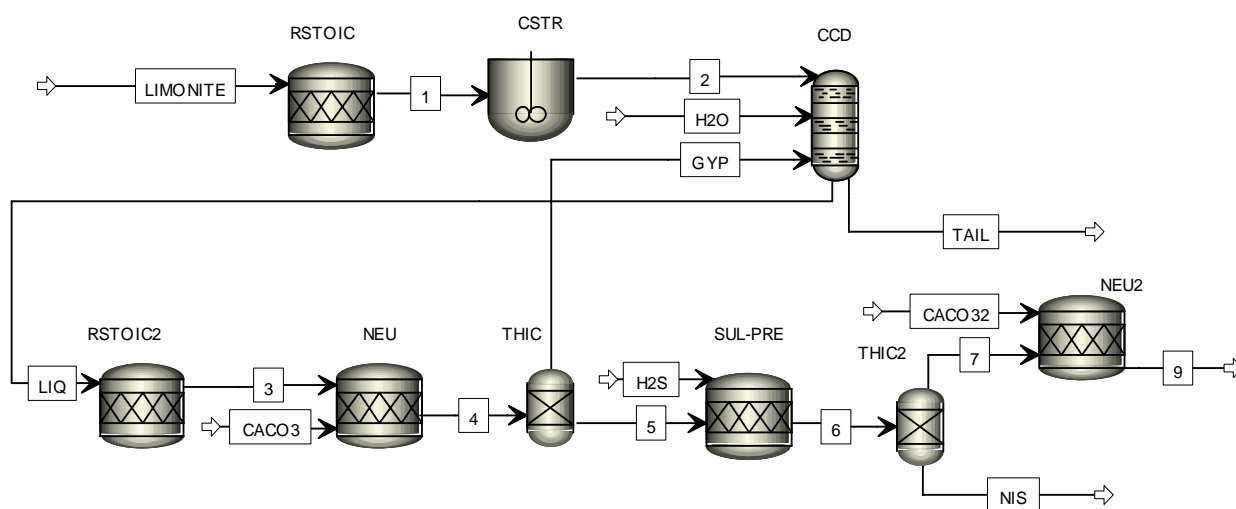 RSTOIC
CSTR
CCD
LIMONITE
1
2
H2O
GYP
TAIL
RSTOIC2
NEU
THIC
SUL-PRE
THIC2
NEU2
CACO32
LIQ
3
CACO3
4
5
H2S
6
7
9
NIS